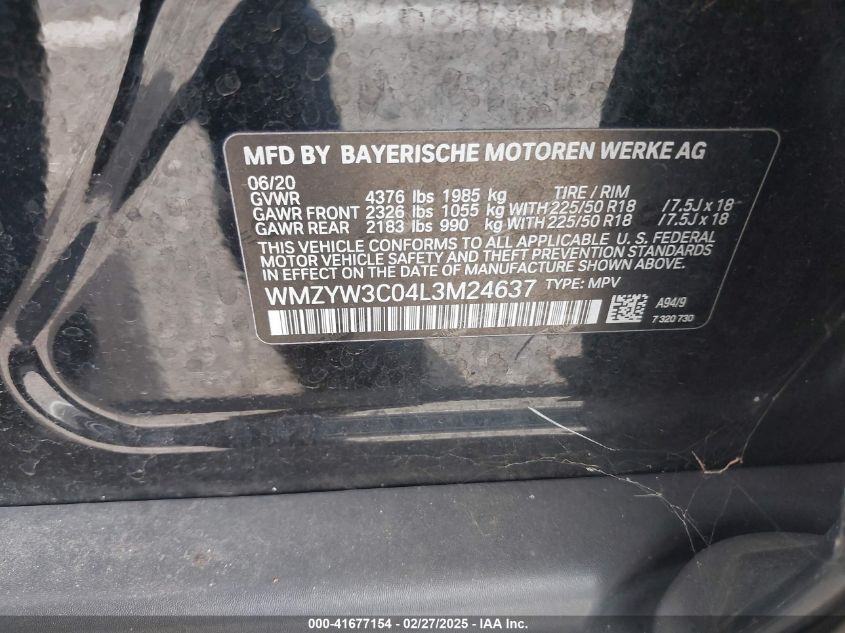 MFD BY BAYERISCHE MOTOREN WERKE AG
06/20
GVWR 4376 lbs 1985 kg TIRE / RIM
GAWR FRONT 2326 lbs 1055 kg WITH 225/50 R18 / 7.5J x 18
GAWR REAR 2183 lbs 990 kg WITH 225/50 R18 / 7.5J x 18
THIS VEHICLE CONFORMS TO ALL APPLICABLE U. S. FEDERAL
MOTOR VEHICLE SAFETY AND THEFT PREVENTION STANDARDS
IN EFFECT ON THE DATE OF MANUFACTURE SHOWN ABOVE.
WMZYW3C04L3M24637 TYPE: MPV
A94/9
7 320 730
000-41677154 - 02/27/2025 - IAA Inc.